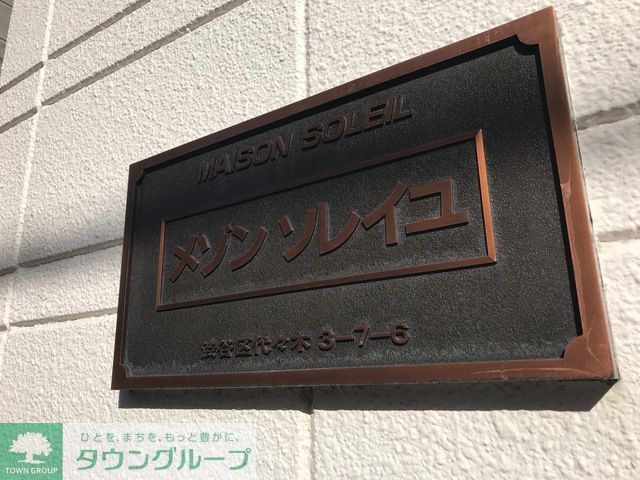 MAISON SOLEIL
メゾン ソレイユ
渋谷区代々木 3-7-6
ひとを、まちを、もっと豊かに。
タウングループ
TOWN GROUP